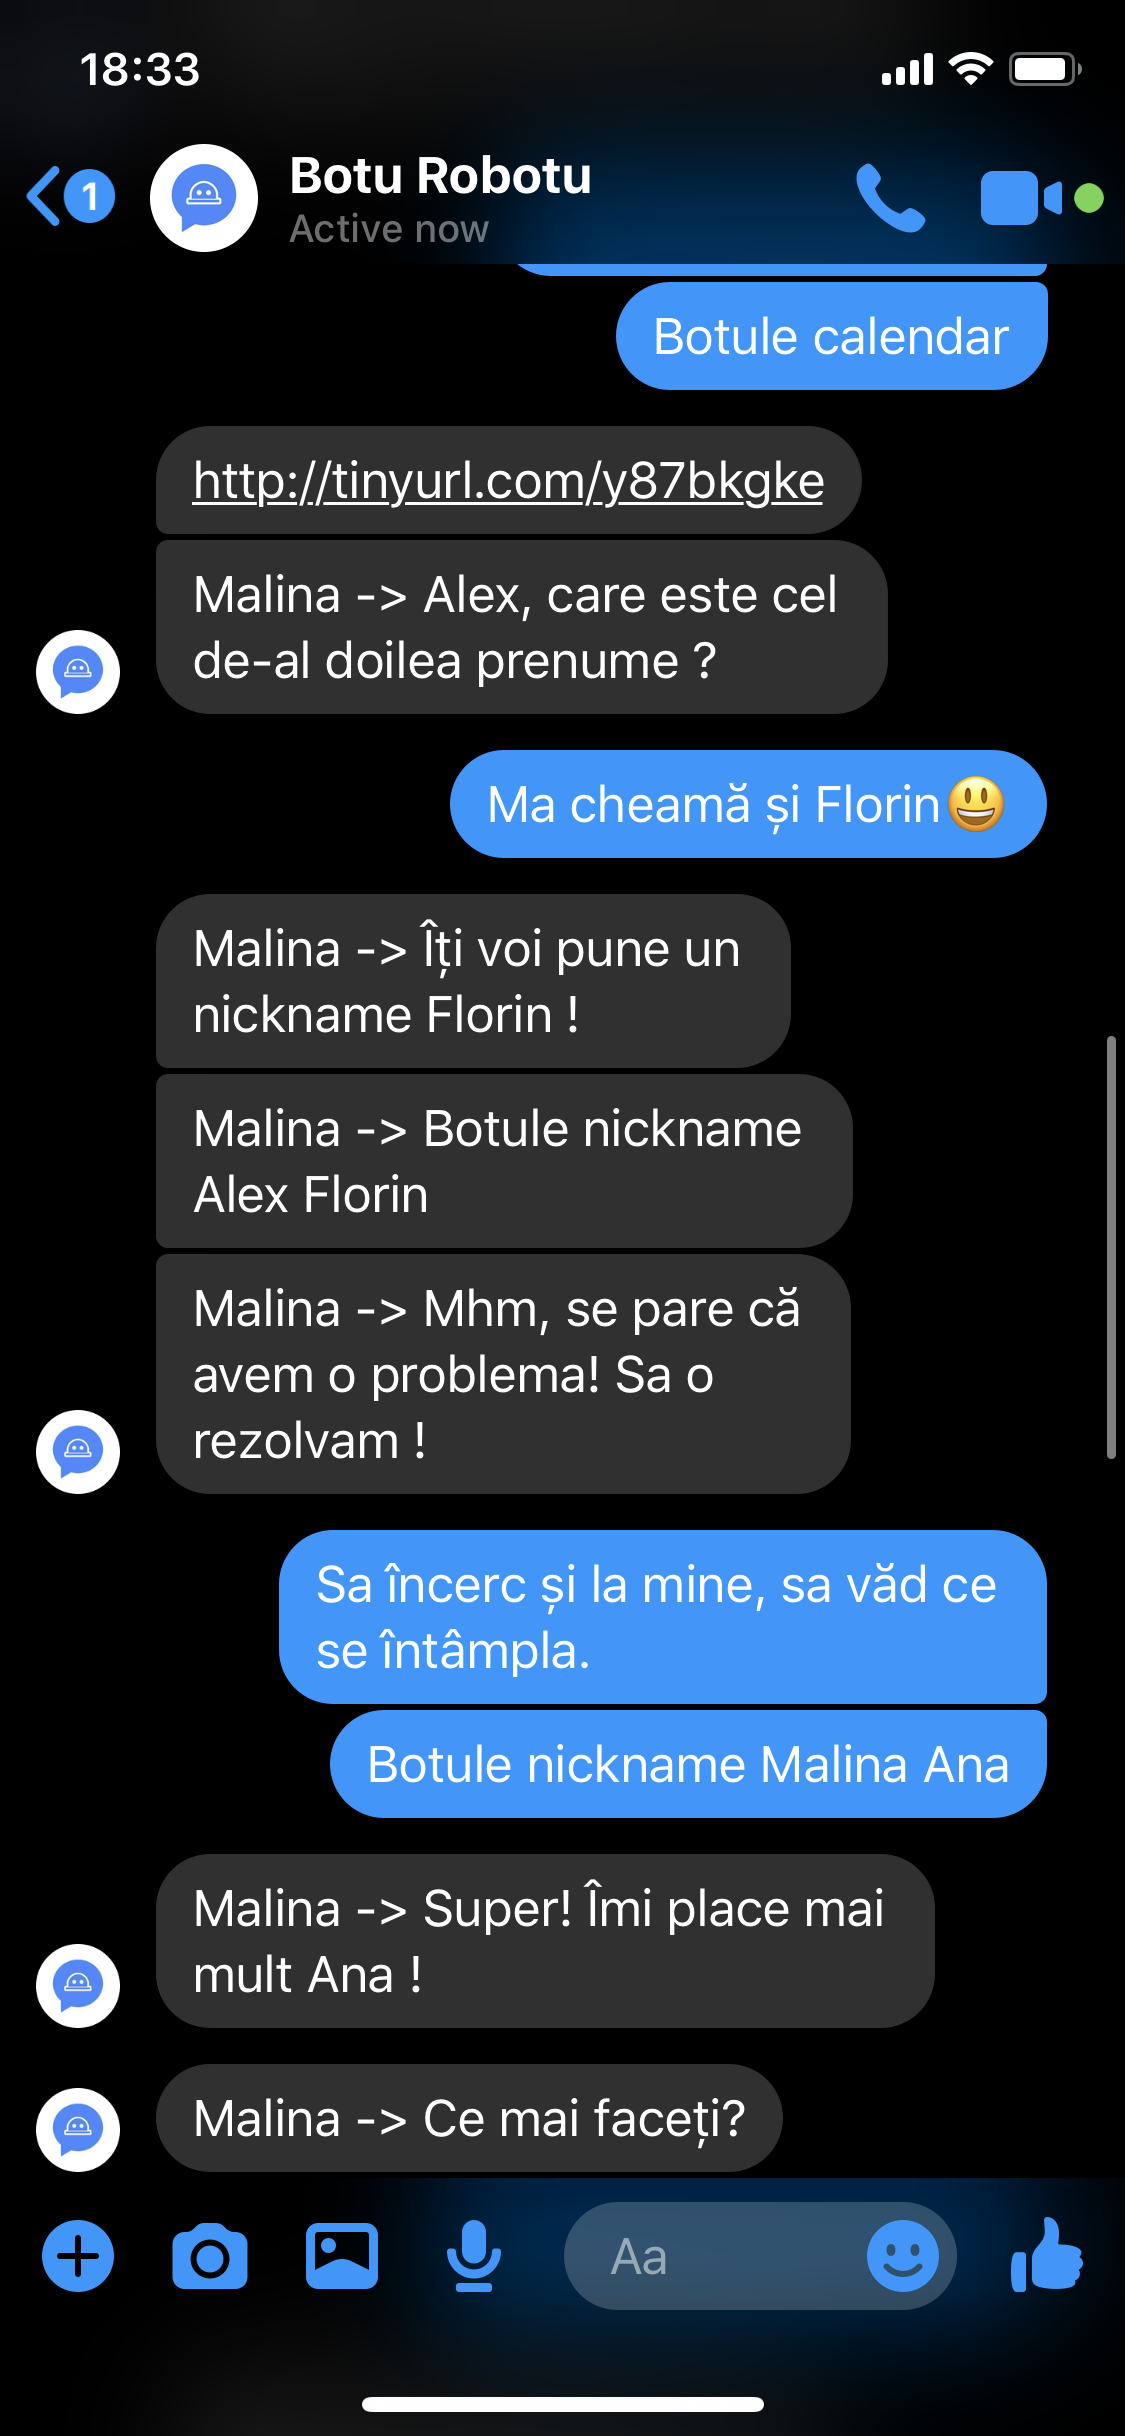 18:33
1
Botu Robotu
Active now
Botule calendar
http://tinyurl.com/y87bkgke
Malina -> Alex, care este cel
de-al doilea prenume ?
Ma cheamă și Florin😃
Malina -> Îți voi pune un
nickname Florin !
Malina -> Botule nickname
Alex Florin
Malina -> Mhm, se pare că
avem o problema! Sa o
rezolvam !
Sa încerc și la mine, sa văd ce
se întâmpla.
Botule nickname Malina Ana
Malina -> Super! Îmi place mai
mult Ana !
Malina -> Ce mai faceți?
Aa